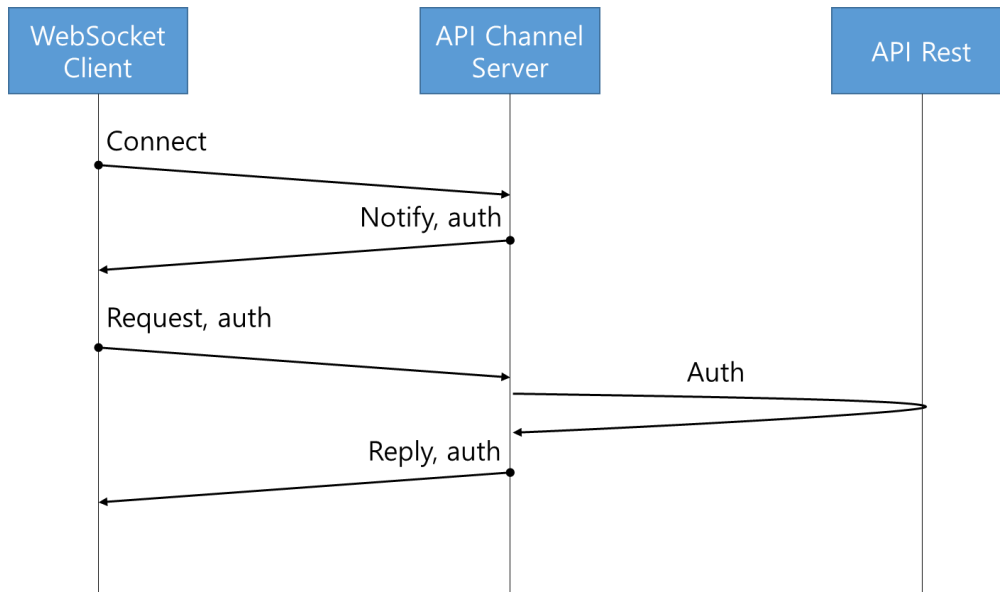 WebSocket
Client
API Channel
Server
API Rest
Connect
Notify, auth
Request, auth
Auth
Reply, auth